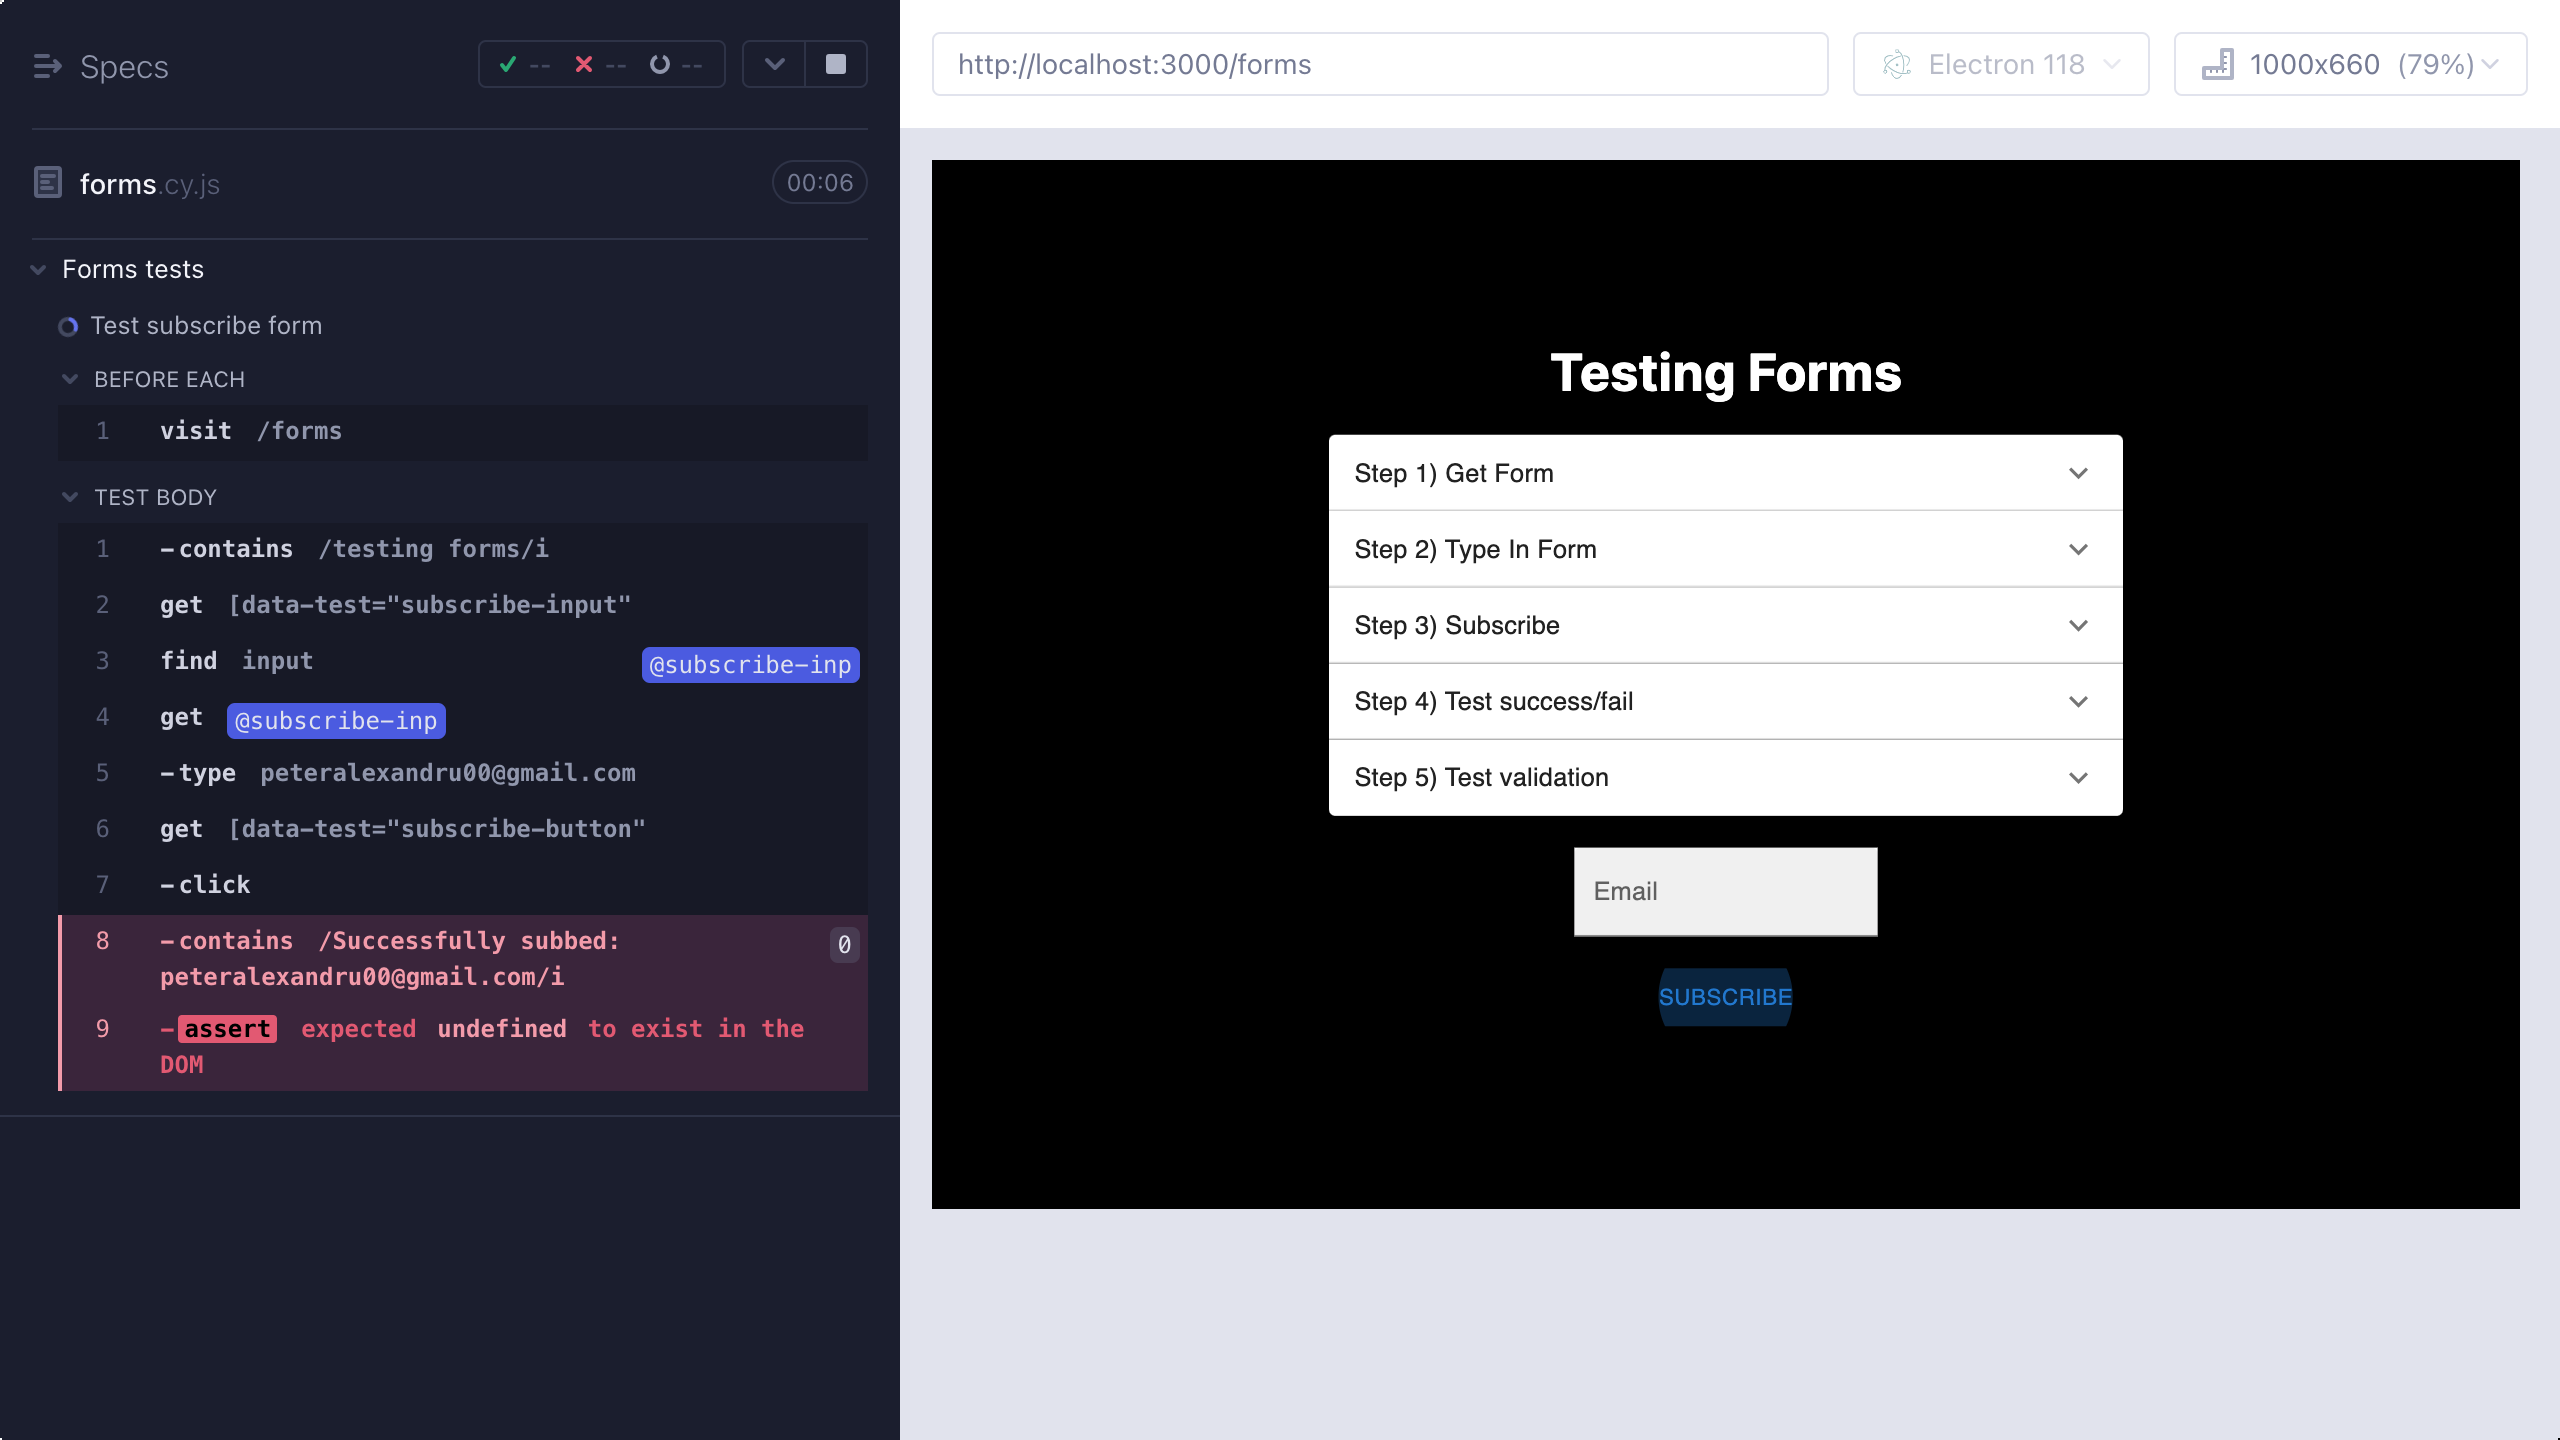 Specs
-- -- --
forms.cy.js 00:06
Forms tests
Test subscribe form
BEFORE EACH
1 visit /forms
TEST BODY
1 -contains /testing forms/i
2 get [data-test="subscribe-input"
3 find input @subscribe-inp
4 get @subscribe-inp
5 -type peteralexandru00@gmail.com
6 get [data-test="subscribe-button"
7 -click
8 -contains /Successfully subbed: 0
peteralexandru00@gmail.com/i
9 -assert expected undefined to exist in the
DOM
http://localhost:3000/forms
Electron 118
1000x660 (79%)
Testing Forms
Step 1) Get Form
Step 2) Type In Form
Step 3) Subscribe
Step 4) Test success/fail
Step 5) Test validation
Email
SUBSCRIBE